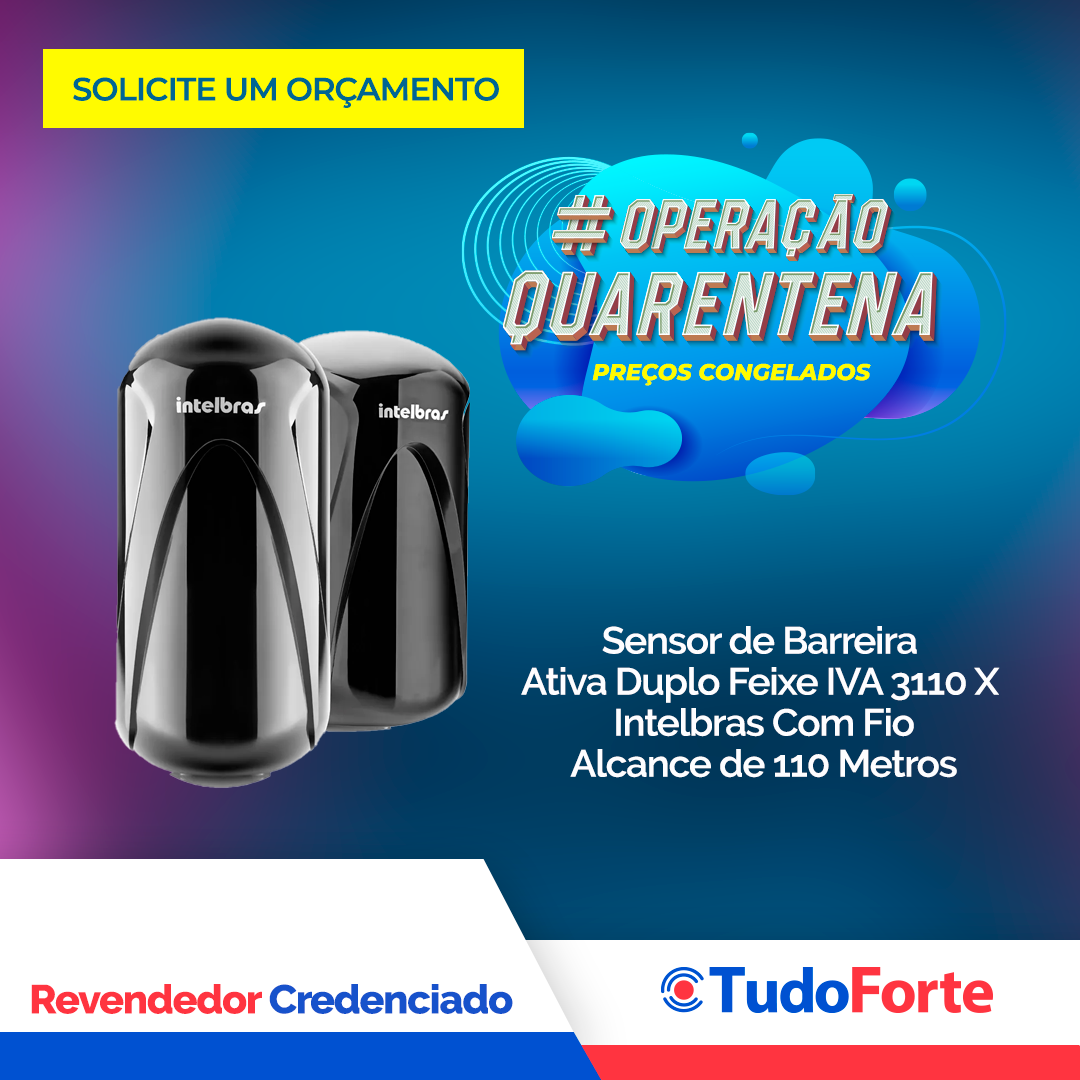 SOLICITE UM ORÇAMENTO
#OPERAÇÃO
QUARENTENA
PREÇOS CONGELADOS
intelbras
intelbras
Sensor de Barreira
Ativa Duplo Feixe IVA 3110 X
Intelbras Com Fio
Alcance de 110 Metros
Revendedor Credenciado
TudoForte